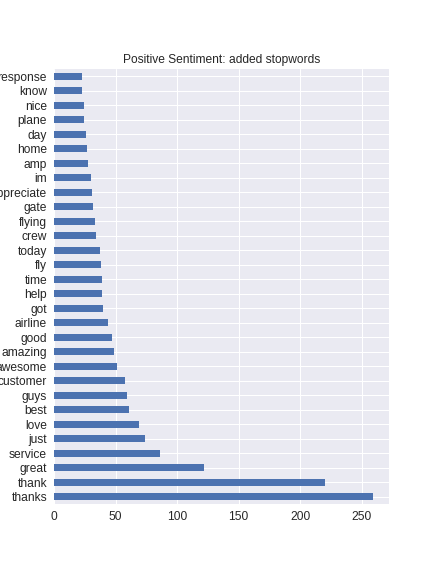 Positive Sentiment: added stopwords
response
know
nice
plane
day
home
amp
im
ppreciate
gate
flying
crew
today
fly
time
help
got
airline
good
amazing
awesome
customer
guys
best
love
just
service
great
thank
thanks
0 50 100 150 200 250